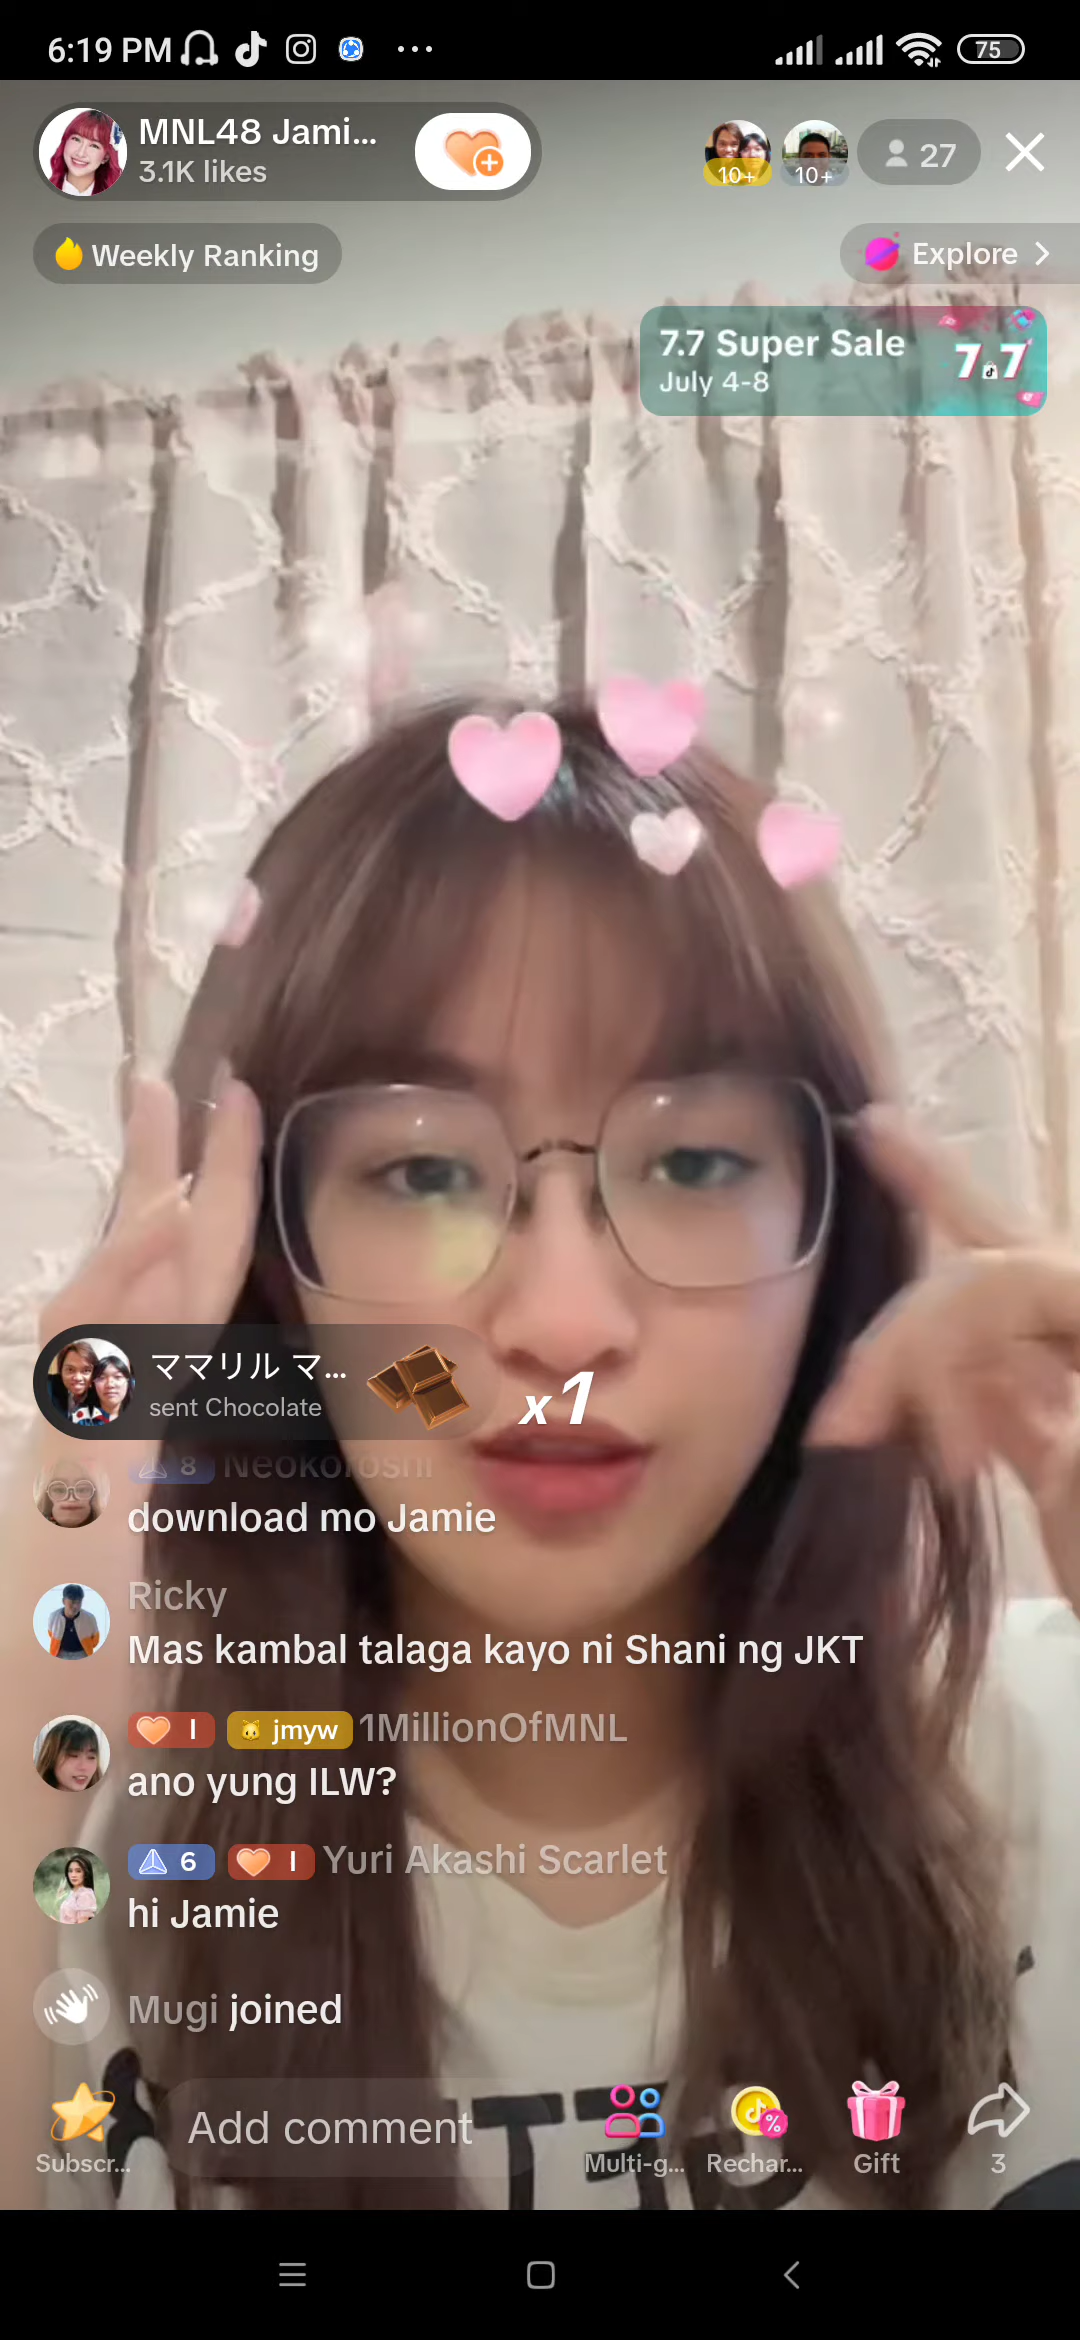 6:19 PM
75
MNL48 Jami...
3.1K likes
10+
10+
27
Weekly Ranking
Explore
7.7 Super Sale
July 4-8
7.7
ママリル マ...
sent Chocolate
x1
8 Neokoroshi
download mo Jamie
Ricky
Mas kambal talaga kayo ni Shani ng JKT
I jmyw 1MillionOfMNL
ano yung ILW?
6 I Yuri Akashi Scarlet
hi Jamie
Mugi joined
Add comment
Subscr...
Multi-g...
Rechar...
Gift
3